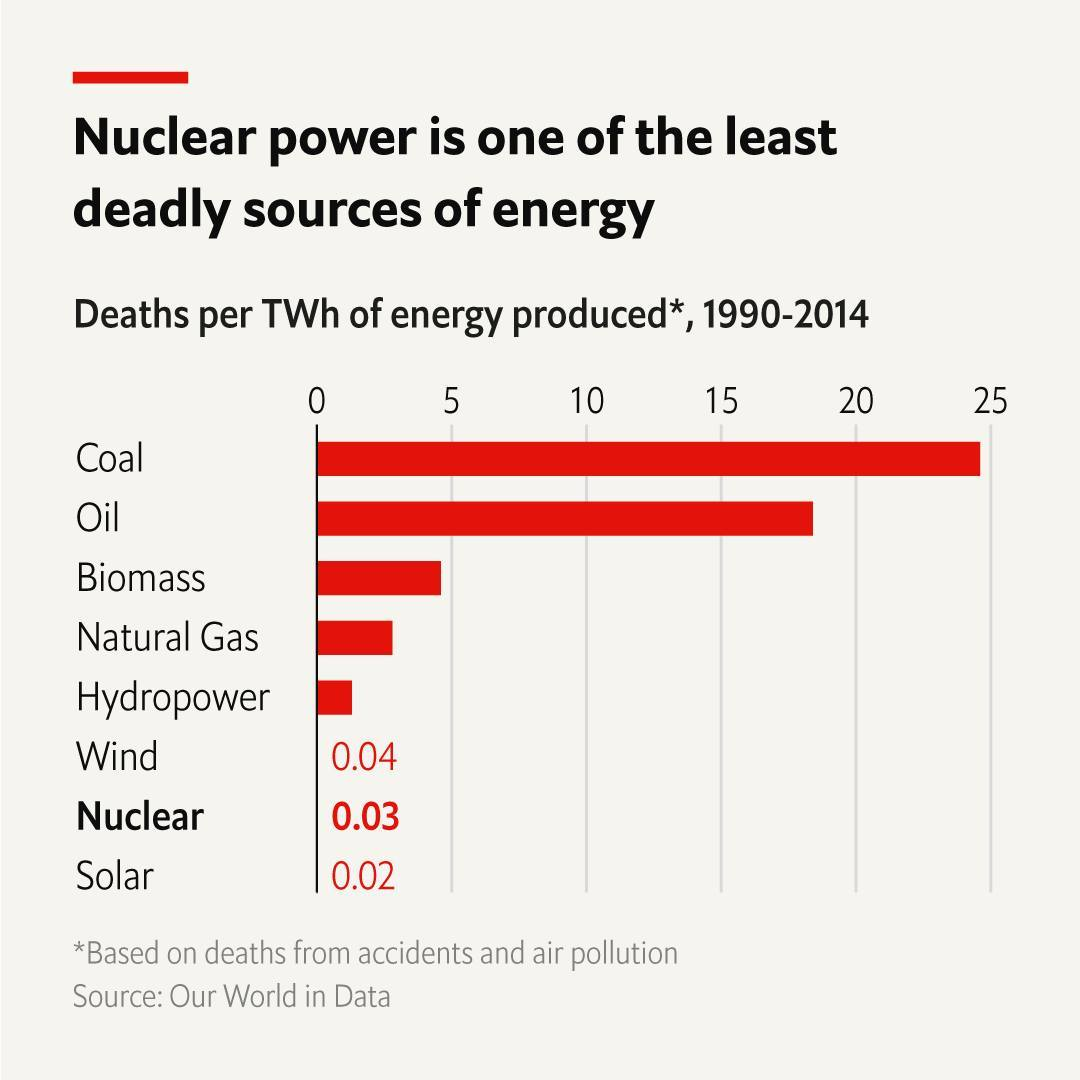 Nuclear power is one of the least
deadly sources of energy
Deaths per TWh of energy produced*, 1990-2014
0 5 10 15 20 25
Coal
Oil
Biomass
Natural Gas
Hydropower
Wind 0.04
Nuclear 0.03
Solar 0.02
*Based on deaths from accidents and air pollution
Source: Our World in Data